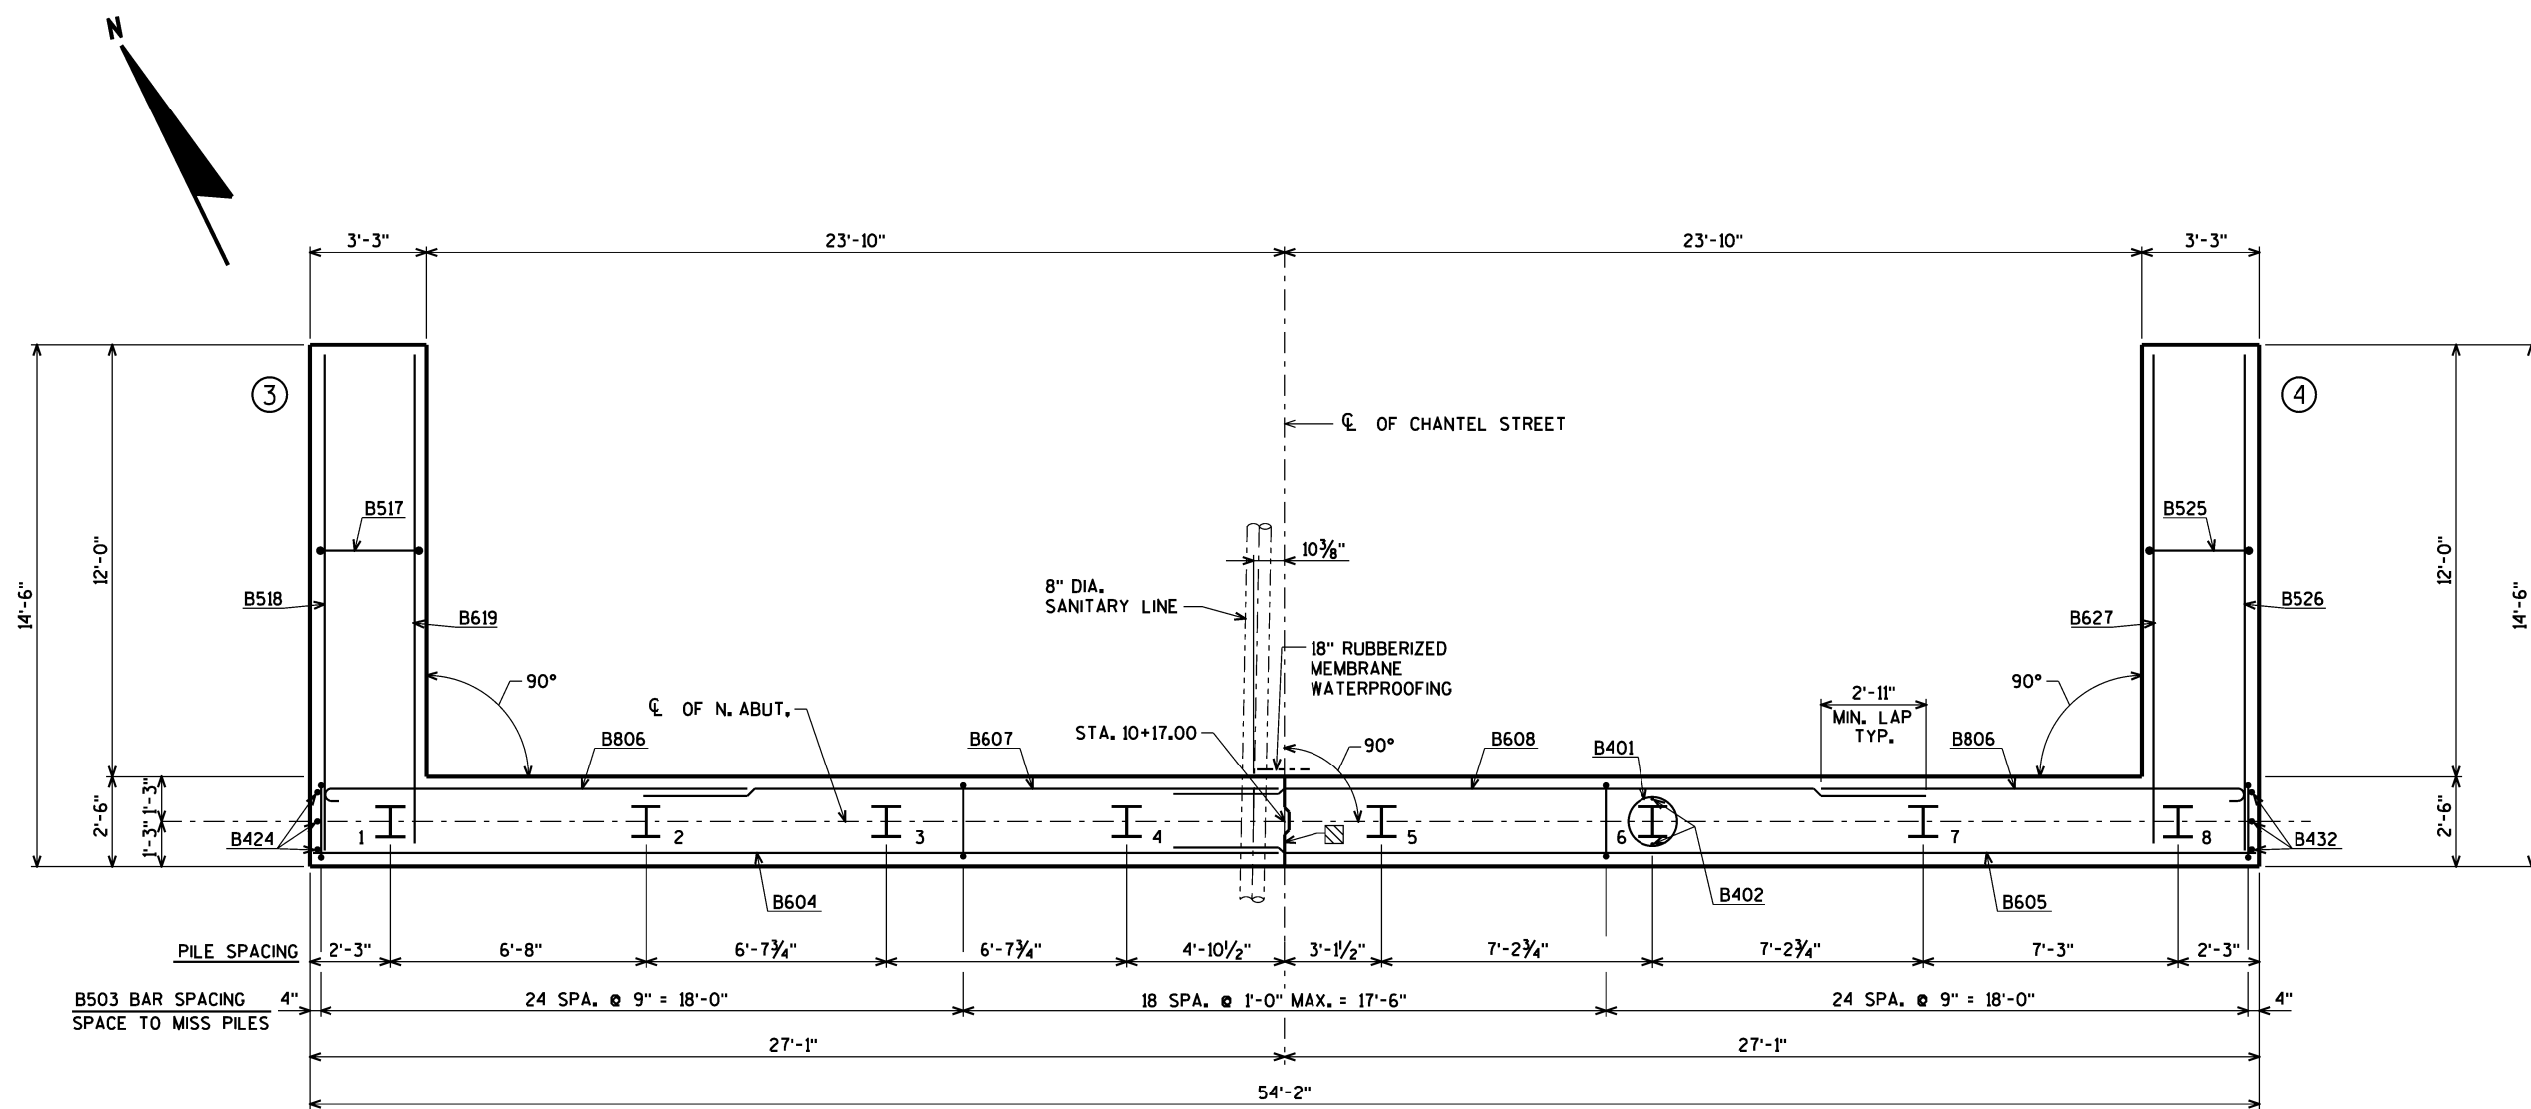 N
3'-3"
23'-10"
23'-10"
3'-3"
3
4
℄ OF CHANTEL STREET
B517
B525
10⅜"
12'-0"
12'-0"
14'-6"
14'-6"
8" DIA.
SANITARY LINE
B518
B619
B627
B526
18" RUBBERIZED
MEMBRANE
WATERPROOFING
90°
90°
2'-11"
MIN. LAP
TYP.
℄ OF N. ABUT.
STA. 10+17.00
90°
B806
B607
B608
B401
B806
1'-3"
1'-3"
2'-6"
2'-6"
B424
1
2
3
4
5
6
7
8
B432
B604
B402
B605
PILE SPACING
2'-3"
6'-8"
6'-7¾"
6'-7¾"
4'-10½"
3'-1½"
7'-2¾"
7'-2¾"
7'-3"
2'-3"
B503 BAR SPACING
SPACE TO MISS PILES
4"
24 SPA. @ 9" = 18'-0"
18 SPA. @ 1'-0" MAX. = 17'-6"
24 SPA. @ 9" = 18'-0"
4"
27'-1"
27'-1"
54'-2"